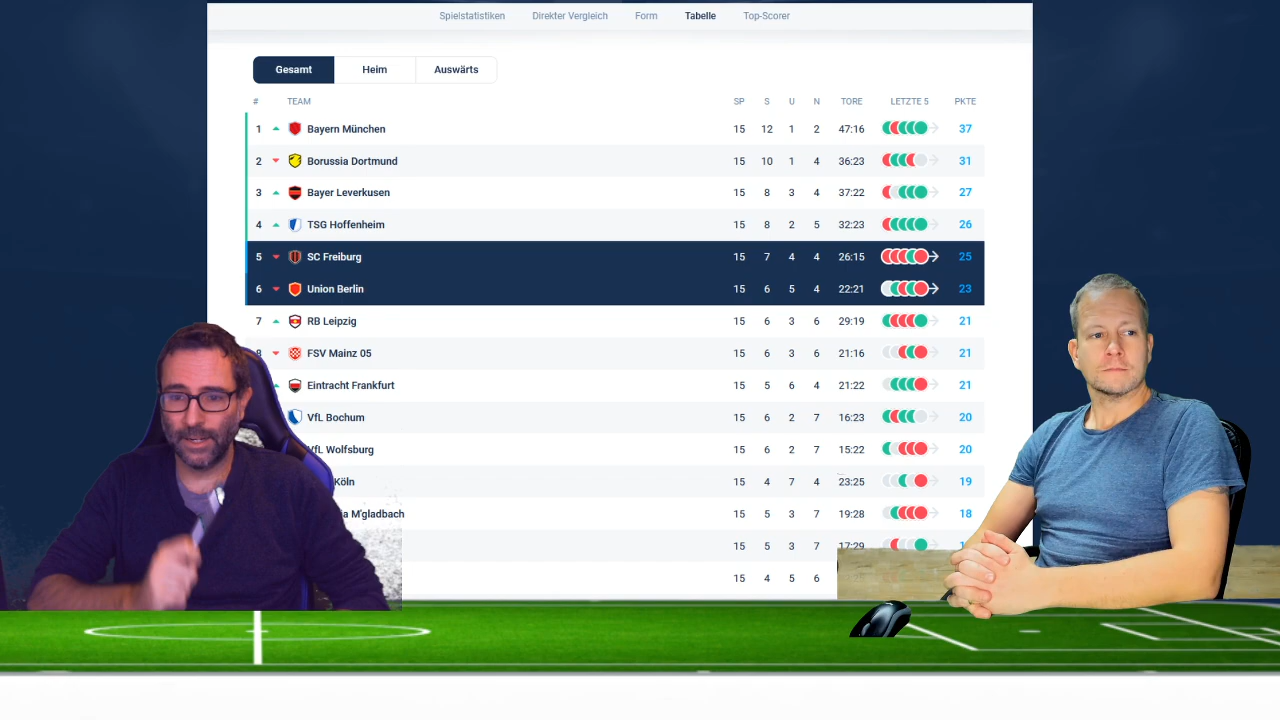 Spielstatistiken Direkter Vergleich Form Tabelle Top-Scorer
Gesamt Heim Auswärts
# TEAM SP S U N TORE LETZTE 5 PKTE
1 Bayern München 15 12 1 2 47:16 37
2 Borussia Dortmund 15 10 1 4 36:23 31
3 Bayer Leverkusen 15 8 3 4 37:22 27
4 TSG Hoffenheim 15 8 2 5 32:23 26
5 SC Freiburg 15 7 4 4 26:15 25
6 Union Berlin 15 6 5 4 22:21 23
7 RB Leipzig 15 6 3 6 29:19 21
8 FSV Mainz 05 15 6 3 6 21:16 21
Eintracht Frankfurt 15 5 6 4 21:22 21
VfL Bochum 15 6 2 7 16:23 20
VfL Wolfsburg 15 6 2 7 15:22 20
Köln 15 4 7 4 23:25 19
M'gladbach 15 5 3 7 19:28 18
15 5 3 7 17:29
15 4 5 6